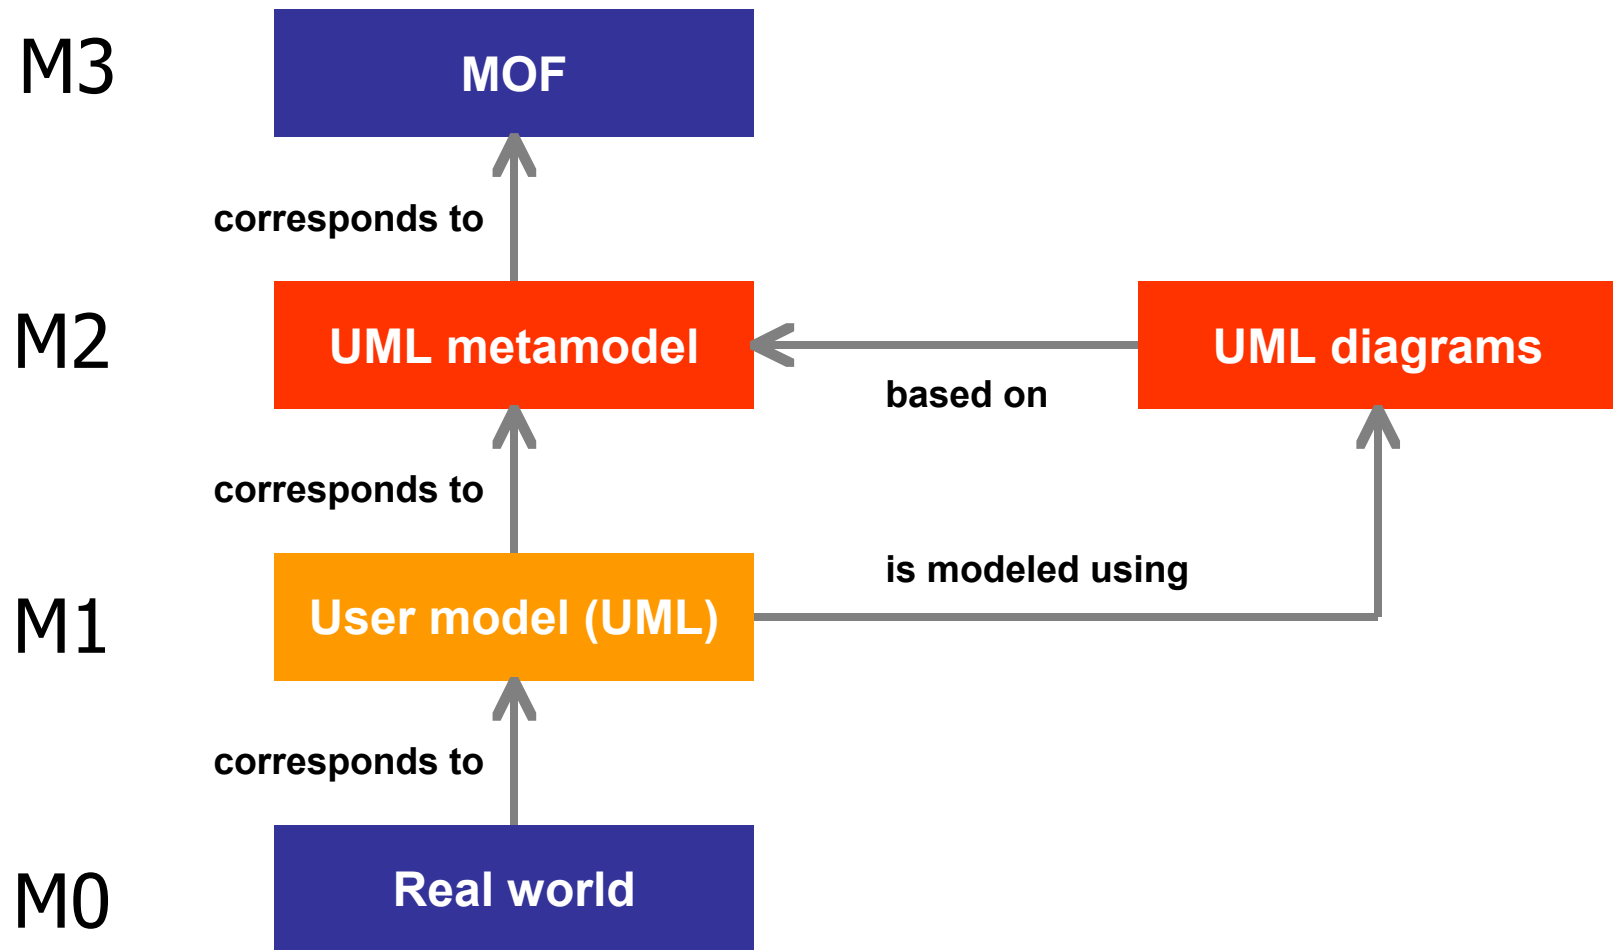 M3
MOF
corresponds to
M2
UML metamodel
UML diagrams
based on
corresponds to
is modeled using
M1
User model (UML)
corresponds to
M0
Real world